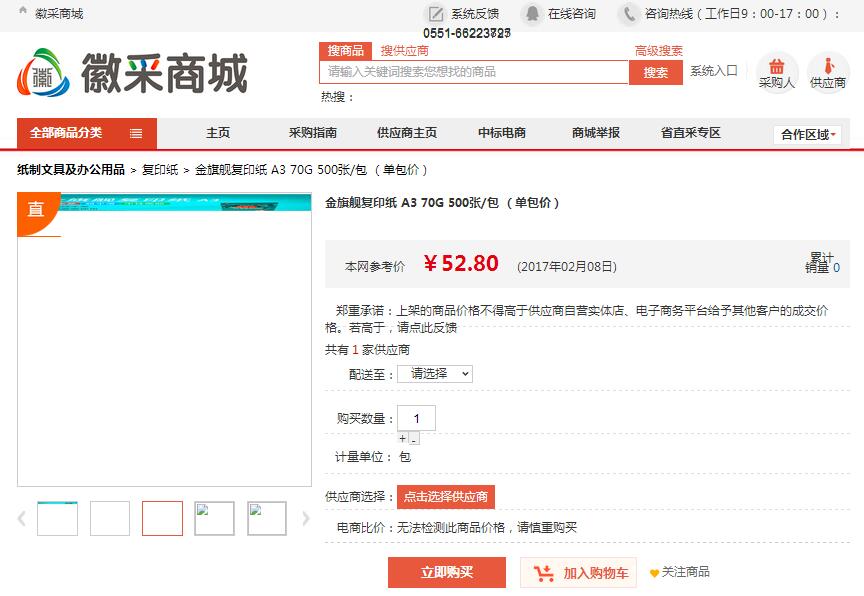 徽采商城
系统反馈
在线咨询
咨询热线（工作日9：00-17：00）：
徽采商城
搜商品 搜供应商
高级搜索
请输入关键词搜索您想找的商品
搜索
系统入口
采购人
供应商
热搜：
全部商品分类
主页
采购指南
供应商主页
中标电商
商城举报
省直采专区
合作区域
纸制文具及办公用品 > 复印纸 > 金旗舰复印纸 A3 70G 500张/包 （单包价）
直
金旗舰复印纸 A3 70G 500张/包 （单包价）
本网参考价 ￥52.80 (2017年02月08日)
累计
销量 0
郑重承诺：上架的商品价格不得高于供应商自营实体店、电子商务平台给予其他客户的成交价
格。若高于，请点此反馈
共有 1 家供应商
配送至： 请选择
购买数量： 1
+ -
计量单位： 包
供应商选择： 点击选择供应商
电商比价：无法检测此商品价格，请慎重购买
立即购买
加入购物车
关注商品